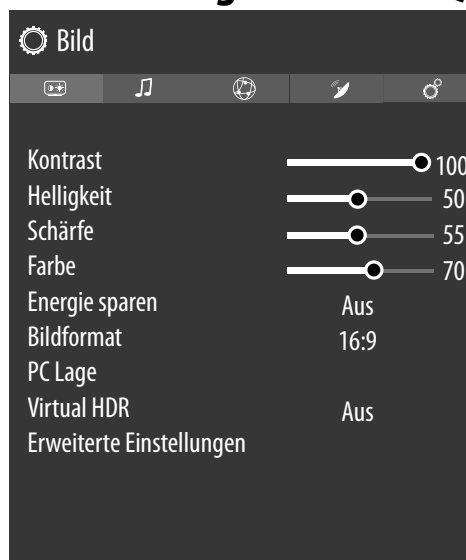 Bild
Kontrast 100
Helligkeit 50
Schärfe 55
Farbe 70
Energie sparen Aus
Bildformat 16:9
PC Lage
Virtual HDR Aus
Erweiterte Einstellungen